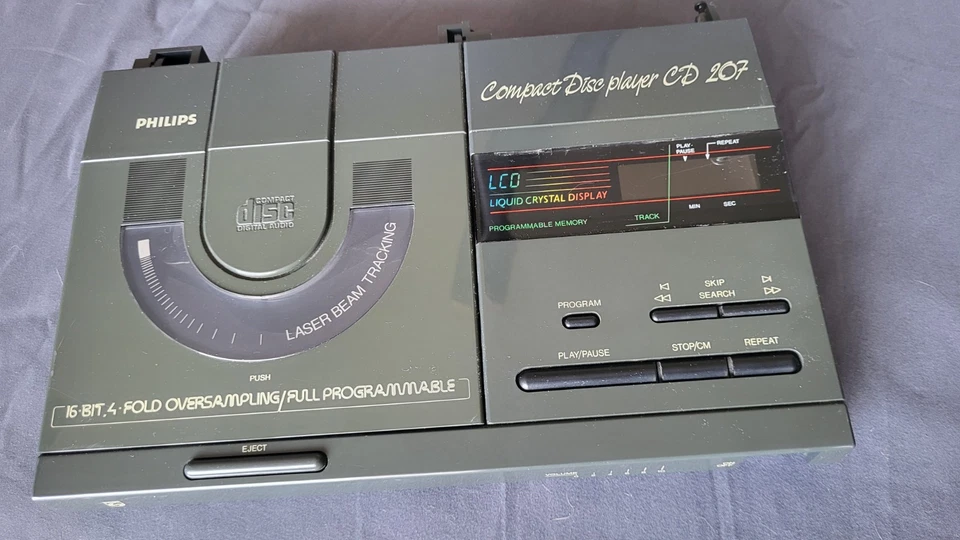 PHILIPS
COMPACT
disc
DIGITAL AUDIO
LASER BEAM TRACKING
PUSH
16-BIT, 4-FOLD OVERSAMPLING/FULL PROGRAMMABLE
EJECT
Compact Disc player CD 207
PLAY-
PAUSE
REPEAT
LCD
LIQUID CRYSTAL DISPLAY
PROGRAMMABLE MEMORY
TRACK
MIN
SEC
PROGRAM
SKIP
SEARCH
PLAY/PAUSE
STOP/CM
REPEAT
VOLUME